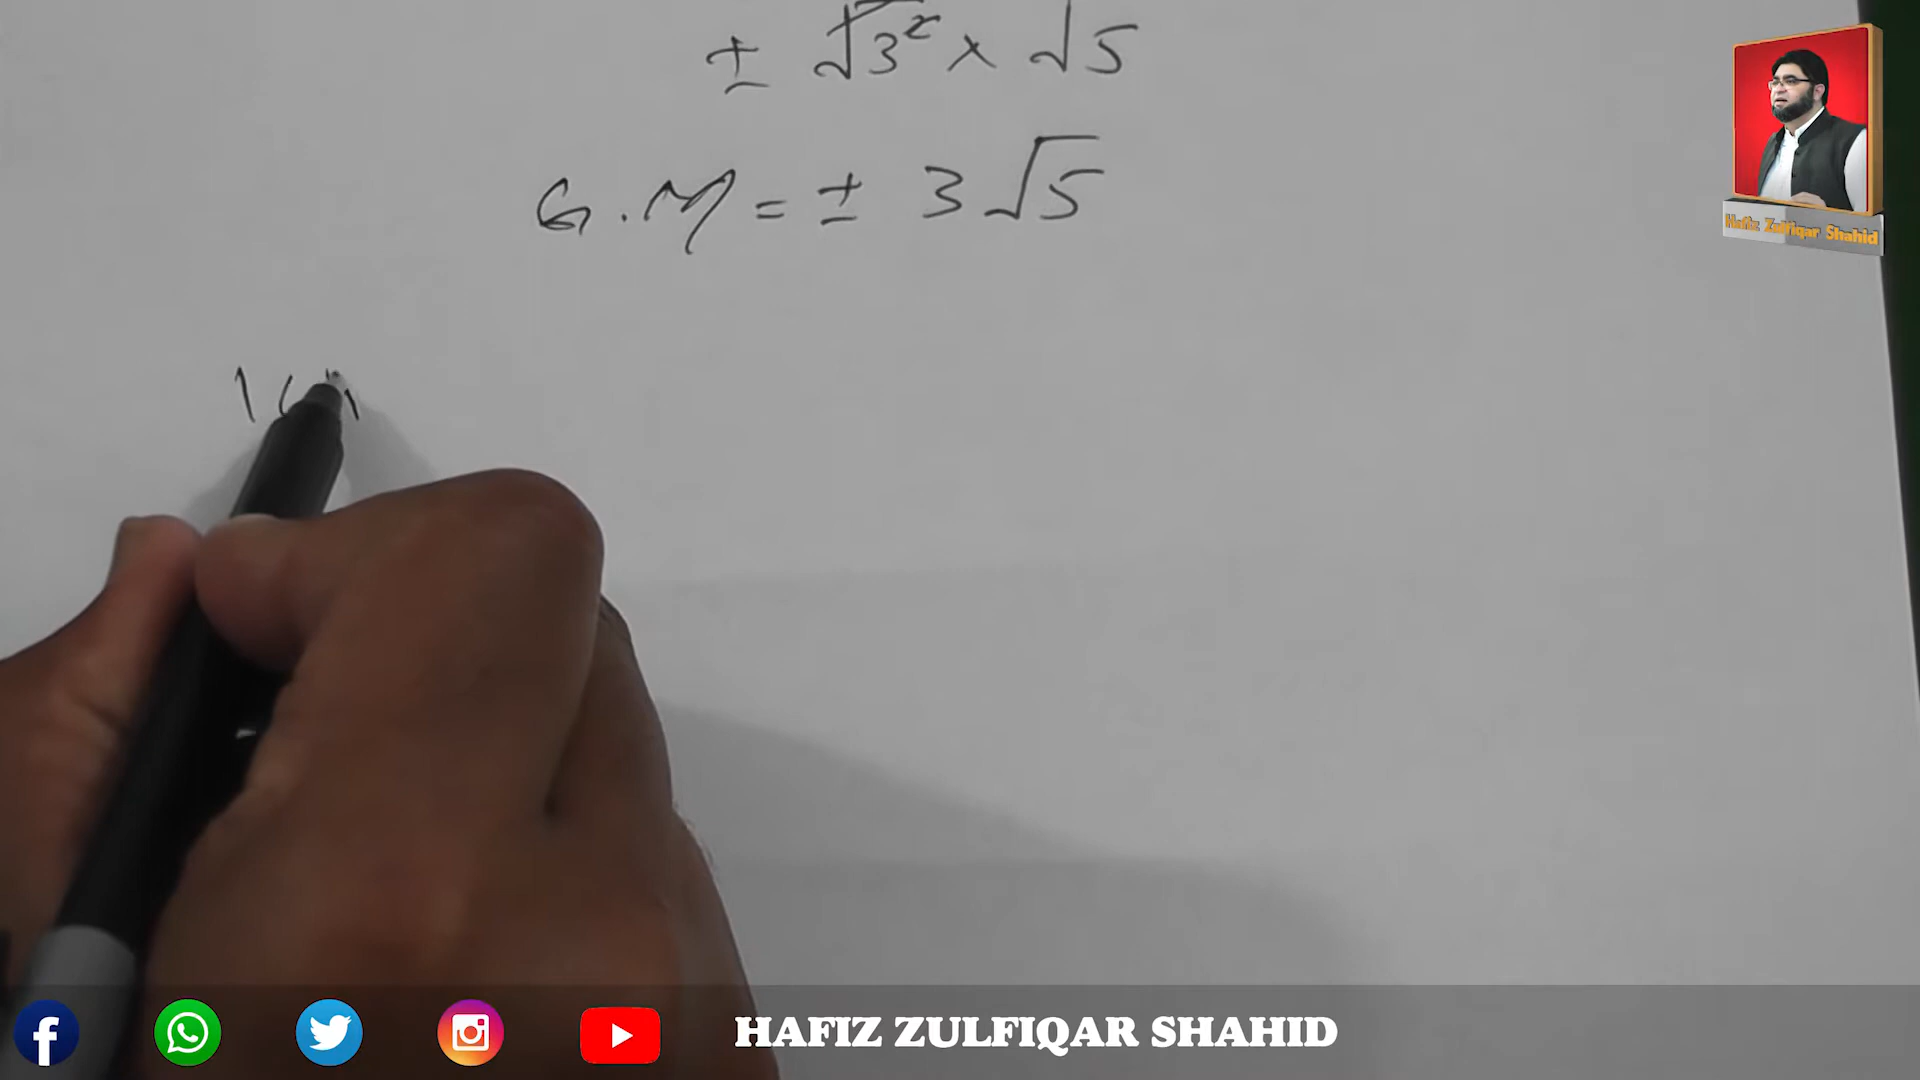 ± √3² × √5
G.M = ± 3√5
Hafiz Zulfiqar Shahid
HAFIZ ZULFIQAR SHAHID